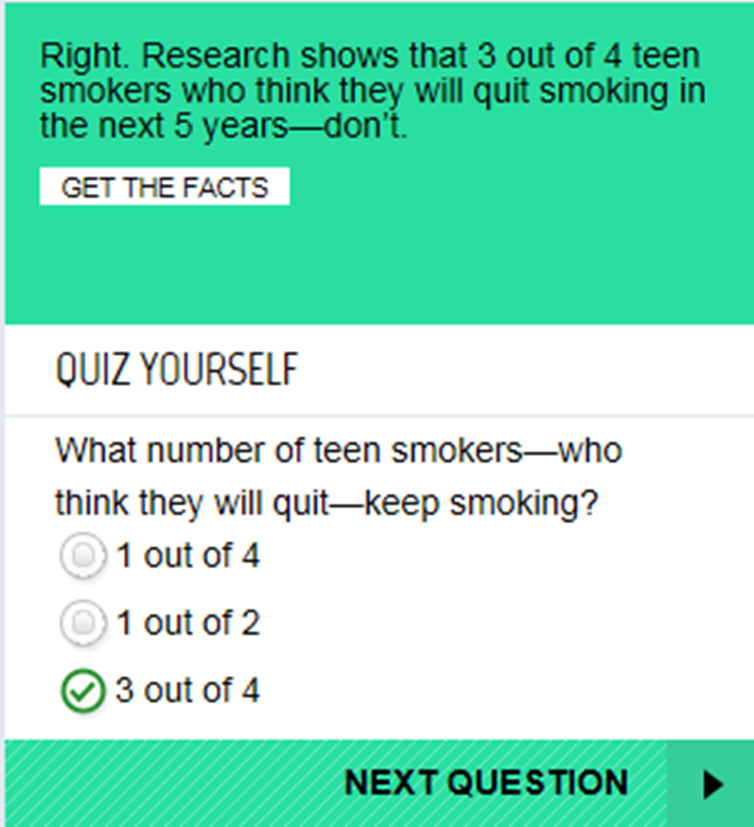 Right. Research shows that 3 out of 4 teen
smokers who think they will quit smoking in
the next 5 years—don't.
GET THE FACTS
QUIZ YOURSELF
What number of teen smokers—who
think they will quit—keep smoking?
1 out of 4
1 out of 2
3 out of 4
NEXT QUESTION